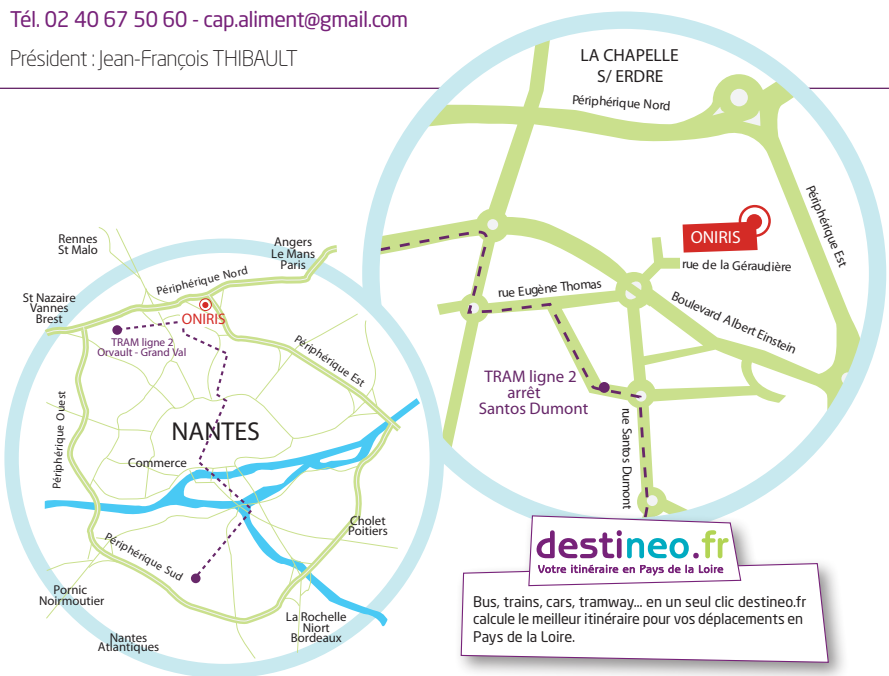 Tél. 02 40 67 50 60 - cap.aliment@gmail.com
Président : Jean-François THIBAULT
LA CHAPELLE
S/ ERDRE
Périphérique Nord
Périphérique Est
ONIRIS
rue de la Géraudière
rue Eugène Thomas
Boulevard Albert Einstein
TRAM ligne 2
arrêt
Santos Dumont
rue Santos Dumont
Rennes
St Malo
Angers
Le Mans
Paris
Périphérique Nord
St Nazaire
Vannes
Brest
ONIRIS
TRAM ligne 2
Orvault - Grand Val
Périphérique Est
Périphérique Ouest
NANTES
Commerce
Cholet
Poitiers
Périphérique Sud
Pornic
Noirmoutier
La Rochelle
Niort
Bordeaux
Nantes
Atlantiques
destineo.fr
Votre itinéraire en Pays de la Loire
Bus, trains, cars, tramway... en un seul clic destineo.fr
calcule le meilleur itinéraire pour vos déplacements en
Pays de la Loire.